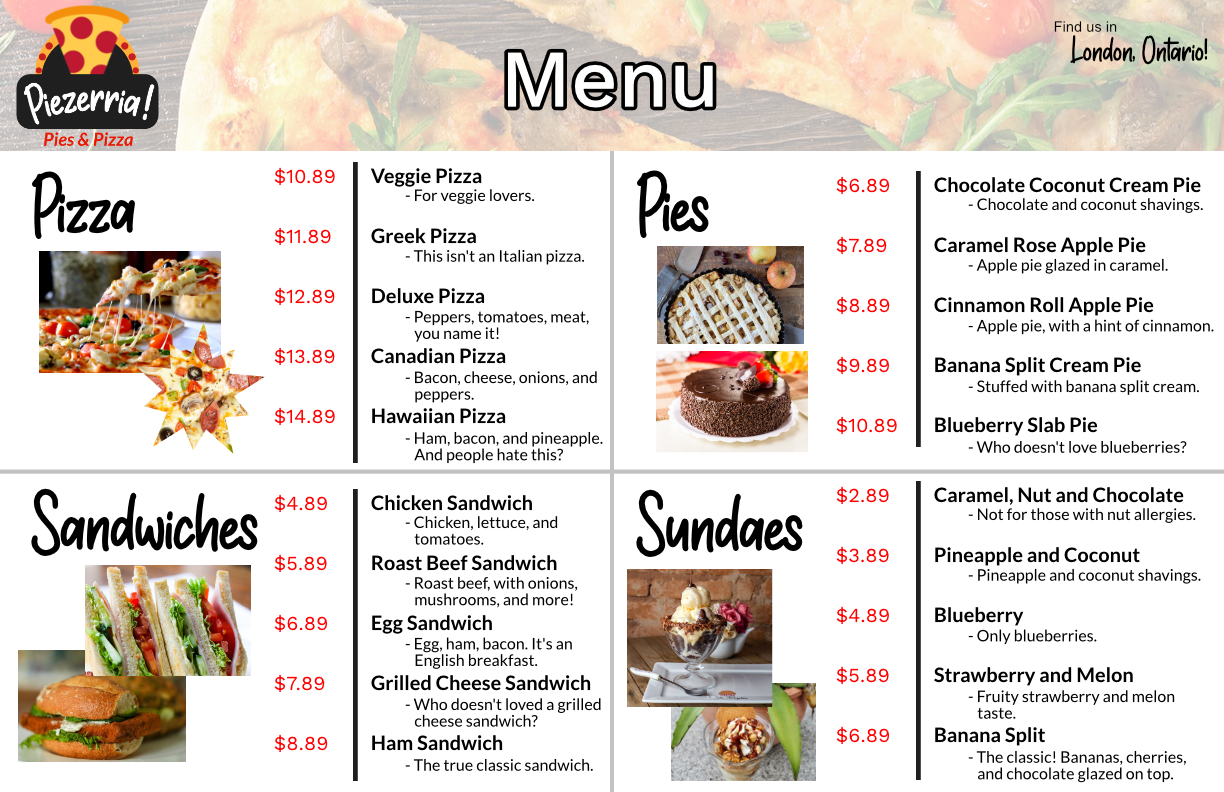 Piezerria!
Pies & Pizza
Menu
Find us in
London, Ontario!
Pizza
$10.89
Veggie Pizza
- For veggie lovers.
$11.89
Greek Pizza
- This isn't an Italian pizza.
$12.89
Deluxe Pizza
- Peppers, tomatoes, meat,
you name it!
$13.89
Canadian Pizza
- Bacon, cheese, onions, and
peppers.
$14.89
Hawaiian Pizza
- Ham, bacon, and pineapple.
And people hate this?
Pies
$6.89
Chocolate Coconut Cream Pie
- Chocolate and coconut shavings.
$7.89
Caramel Rose Apple Pie
- Apple pie glazed in caramel.
$8.89
Cinnamon Roll Apple Pie
- Apple pie, with a hint of cinnamon.
$9.89
Banana Split Cream Pie
- Stuffed with banana split cream.
$10.89
Blueberry Slab Pie
- Who doesn't love blueberries?
Sandwiches
$4.89
Chicken Sandwich
- Chicken, lettuce, and
tomatoes.
$5.89
Roast Beef Sandwich
- Roast beef, with onions,
mushrooms, and more!
$6.89
Egg Sandwich
- Egg, ham, bacon. It's an
English breakfast.
$7.89
Grilled Cheese Sandwich
- Who doesn't loved a grilled
cheese sandwich?
$8.89
Ham Sandwich
- The true classic sandwich.
Sundaes
$2.89
Caramel, Nut and Chocolate
- Not for those with nut allergies.
$3.89
Pineapple and Coconut
- Pineapple and coconut shavings.
$4.89
Blueberry
- Only blueberries.
$5.89
Strawberry and Melon
- Fruity strawberry and melon
taste.
$6.89
Banana Split
- The classic! Bananas, cherries,
and chocolate glazed on top.